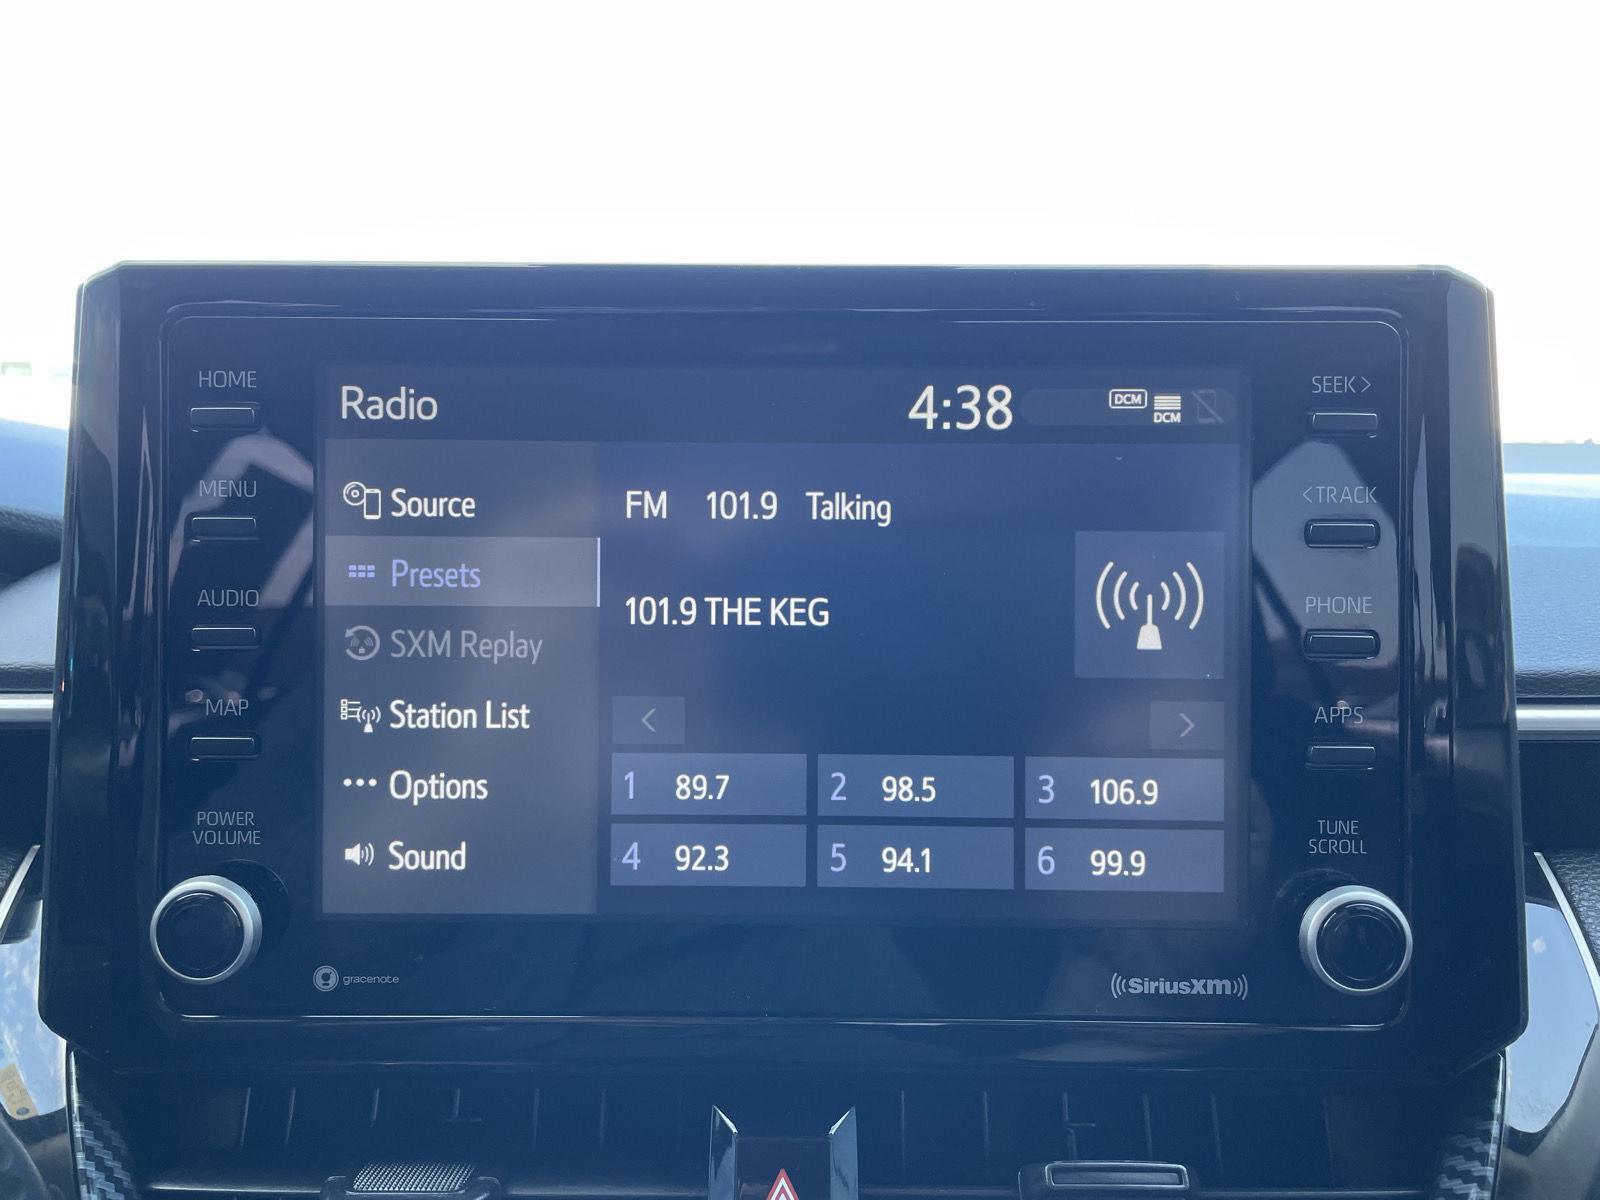 HOME
MENU
AUDIO
MAP
POWER
VOLUME
Radio
4:38
DCM
DCM
Source
Presets
SXM Replay
Station List
Options
Sound
FM 101.9 Talking
101.9 THE KEG
<
>
1 89.7
2 98.5
3 106.9
4 92.3
5 94.1
6 99.9
SEEK >
< TRACK
PHONE
APPS
TUNE
SCROLL
gracenote
((SiriusXM))